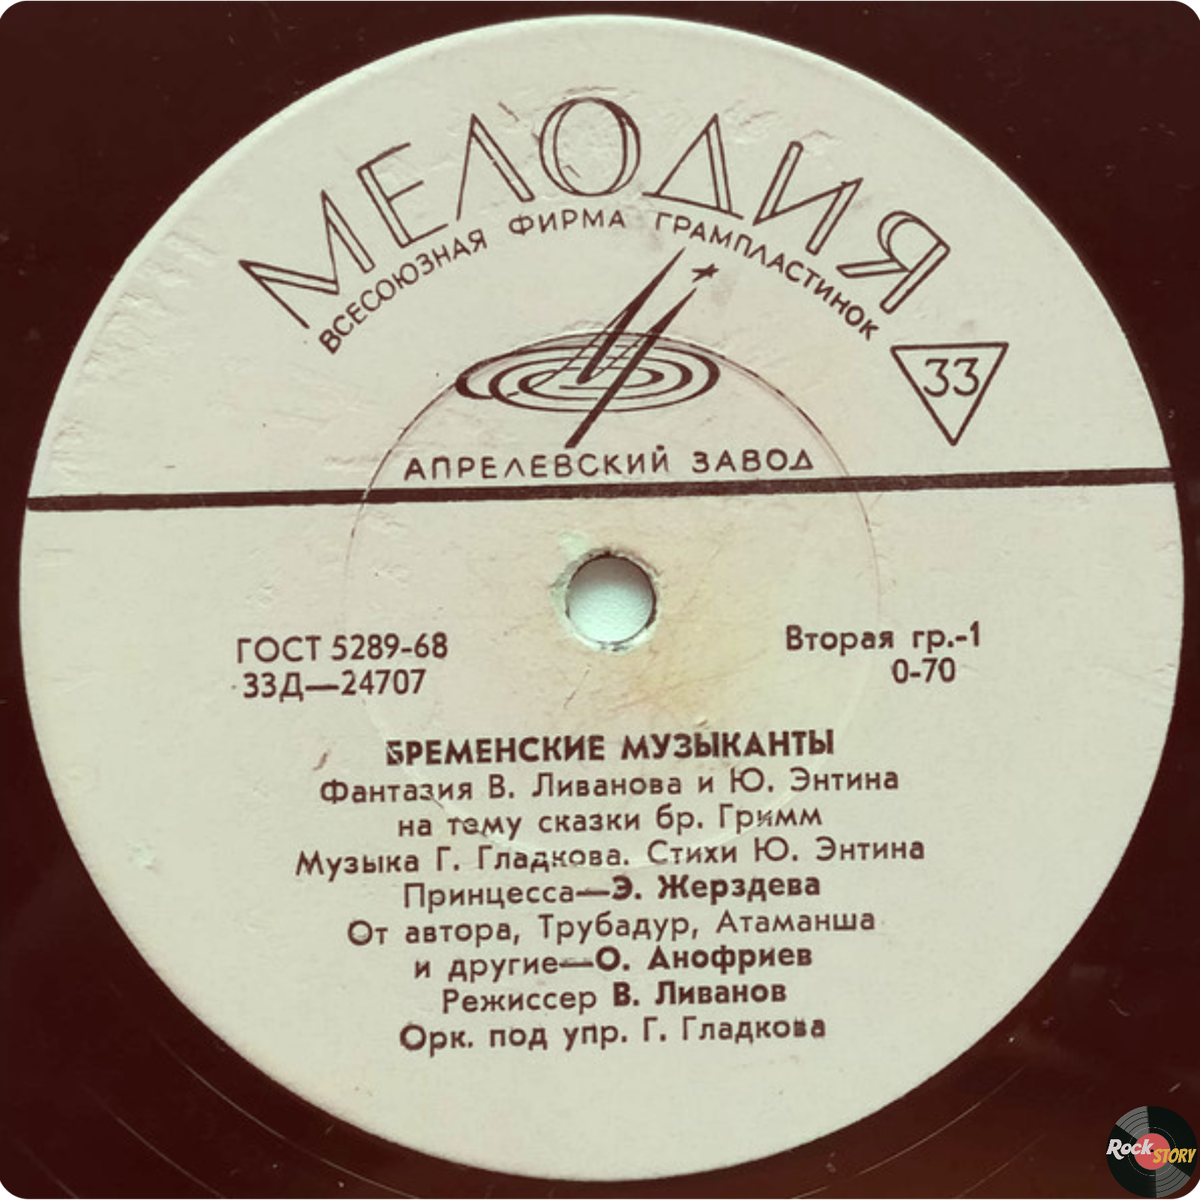 МЕЛОДИЯ
ВСЕСОЮЗНАЯ ФИРМА ГРАМПЛАСТИНОК
33
АПРЕЛЕВСКИЙ ЗАВОД
ГОСТ 5289-68
33Д—24707
Вторая гр.-1
0-70
БРЕМЕНСКИЕ МУЗЫКАНТЫ
Фантазия В. Ливанова и Ю. Энтина
на тему сказки бр. Гримм
Музыка Г. Гладкова. Стихи Ю. Энтина
Принцесса—Э. Жерздева
От автора, Трубадур, Атаманша
и другие—О. Анофриев
Режиссер В. Ливанов
Орк. под упр. Г. Гладкова
Rock STORY